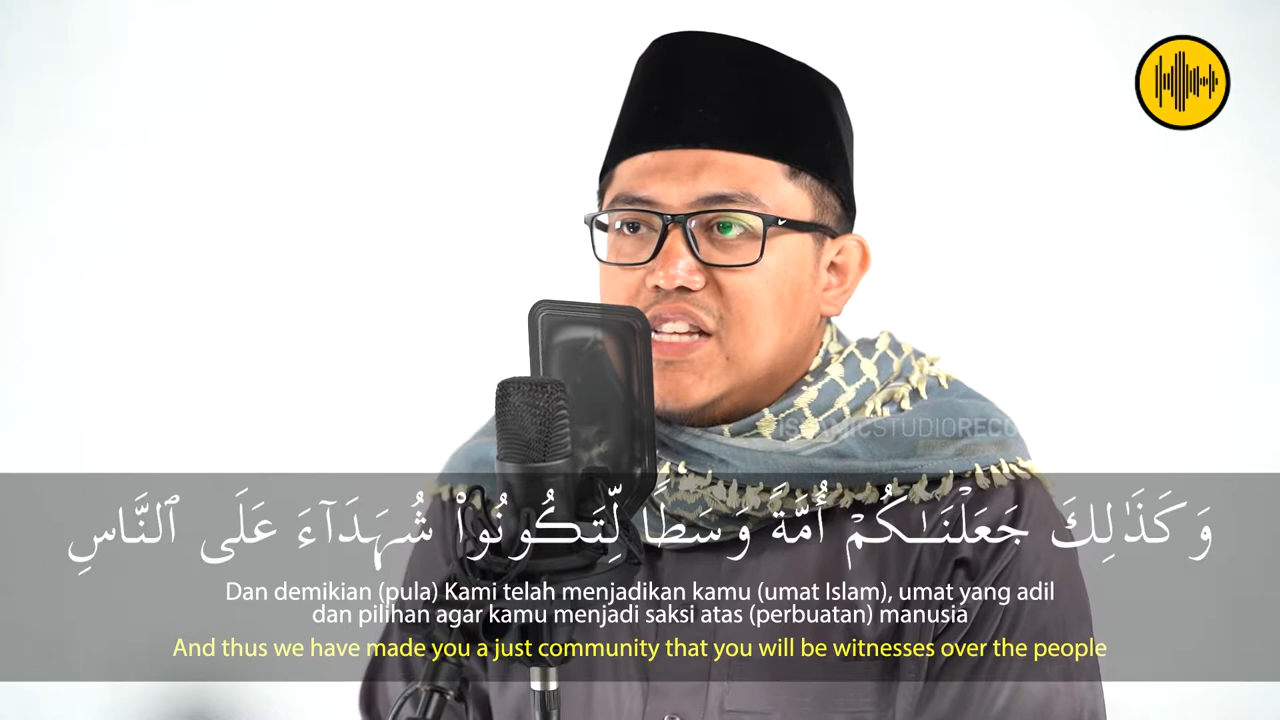 ISLAMICSTUDIORECO
وَكَذَٰلِكَ جَعَلْنَـٰكُمْ أُمَّةً وَسَطًا لِّتَكُونُوا۟ شُهَدَآءَ عَلَى ٱلنَّاسِ
Dan demikian (pula) Kami telah menjadikan kamu (umat Islam), umat yang adil
dan pilihan agar kamu menjadi saksi atas (perbuatan) manusia
And thus we have made you a just community that you will be witnesses over the people